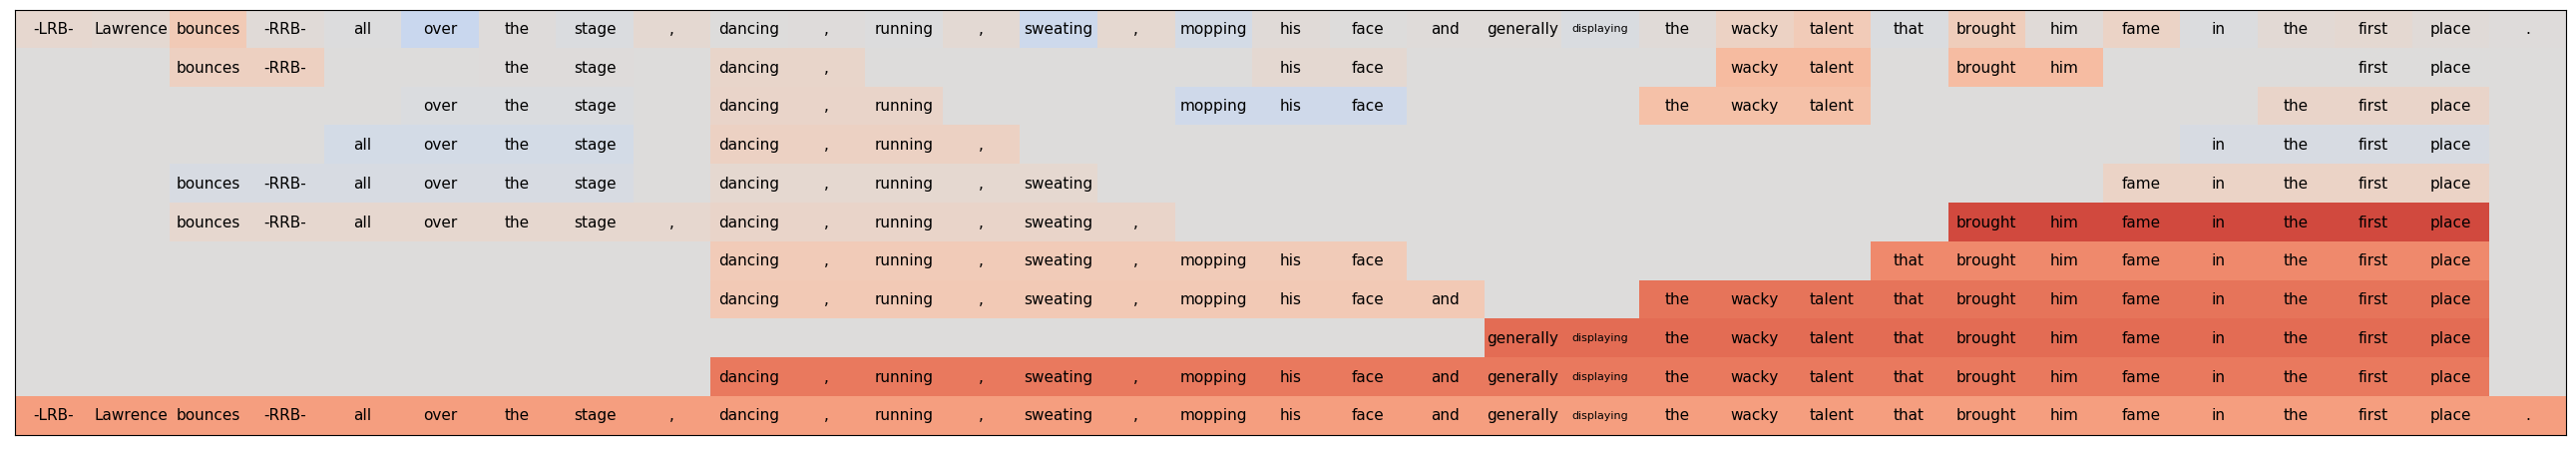 -LRB- Lawrence bounces -RRB- all over the stage , dancing , running , sweating , mopping his face and generally displaying the wacky talent that brought him fame in the first place .
bounces -RRB- the stage dancing , his face wacky talent brought him first place
over the stage dancing , running mopping his face the wacky talent the first place
all over the stage dancing , running , in the first place
bounces -RRB- all over the stage dancing , running , sweating fame in the first place
bounces -RRB- all over the stage , dancing , running , sweating , brought him fame in the first place
dancing , running , sweating , mopping his face that brought him fame in the first place
dancing , running , sweating , mopping his face and the wacky talent that brought him fame in the first place
generally displaying the wacky talent that brought him fame in the first place
dancing , running , sweating , mopping his face and generally displaying the wacky talent that brought him fame in the first place
-LRB- Lawrence bounces -RRB- all over the stage , dancing , running , sweating , mopping his face and generally displaying the wacky talent that brought him fame in the first place .